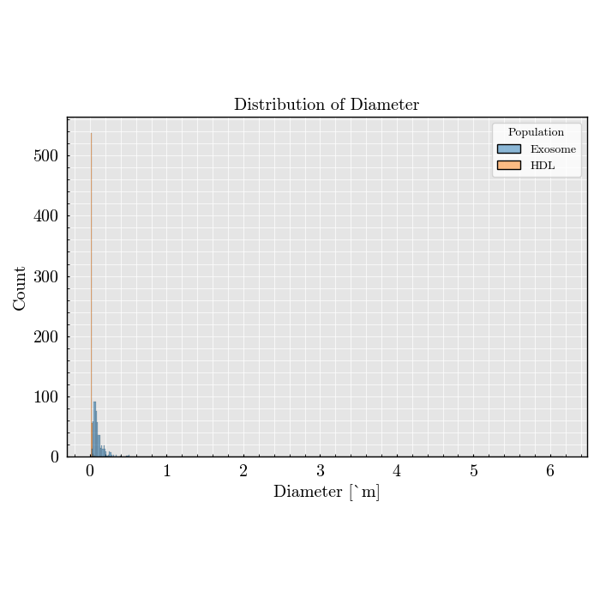 Distribution of Diameter
Population
Exosome
HDL
500
400
300
200
100
0
Count
0 1 2 3 4 5 6
Diameter [`m]